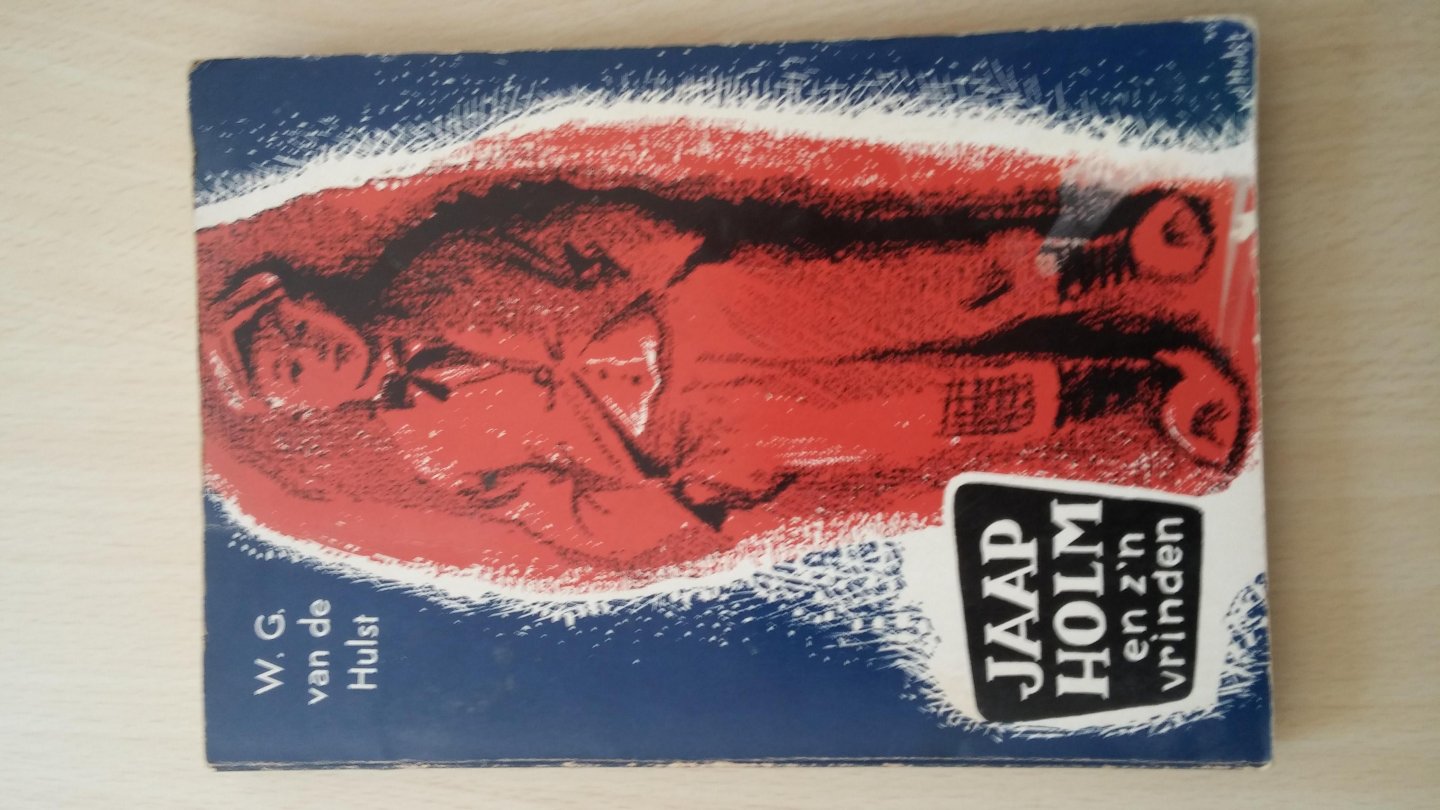 W. G.
van de
Hulst
JAAP
HOLM
en z'n
vrinden